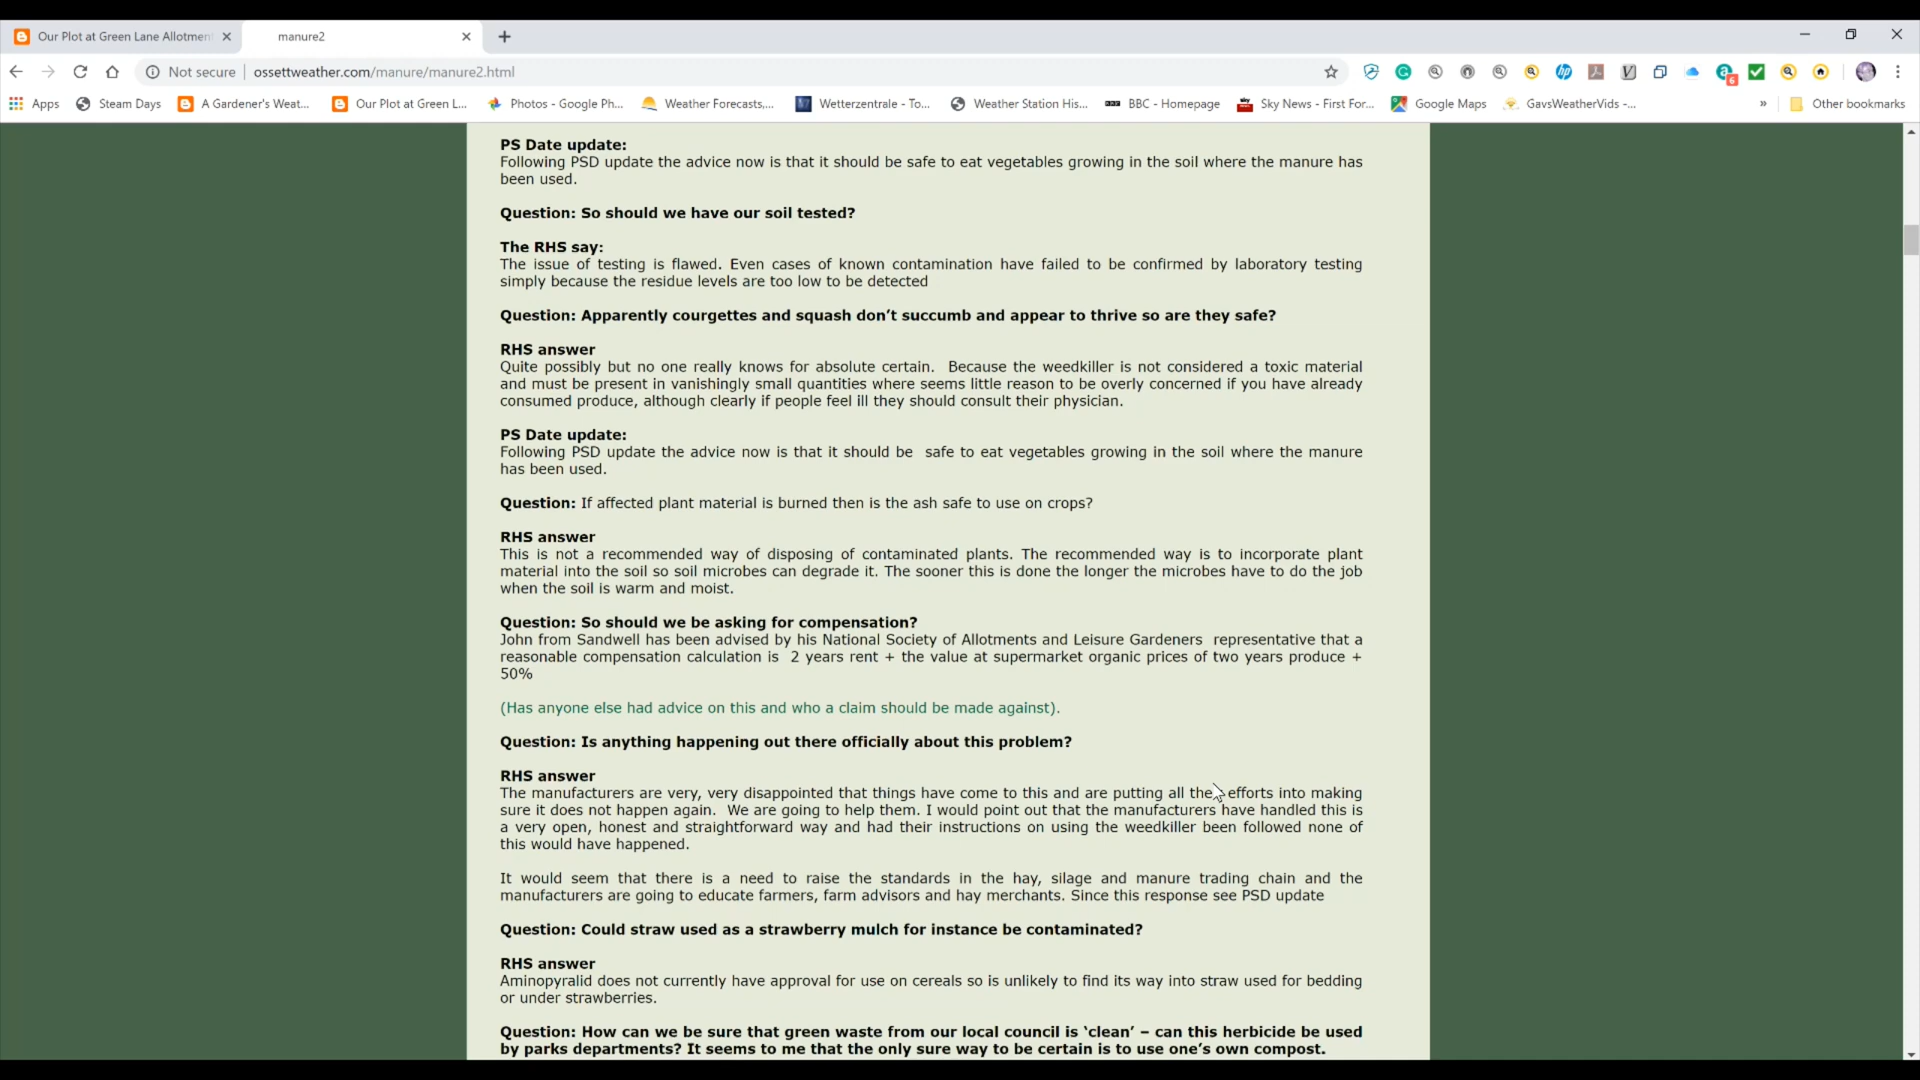 Our Plot at Green Lane Allotmen
manure2
Not secure
ossettweather.com/manure/manure2.html
Apps
Steam Days
A Gardener's Weat...
Our Plot at Green L...
Photos - Google Ph...
Weather Forecasts,...
Wetterzentrale - To...
Weather Station His...
BBC - Homepage
Sky News - First For...
Google Maps
GavsWeatherVids -...
»
Other bookmarks
PS Date update:
Following PSD update the advice now is that it should be safe to eat vegetables growing in the soil where the manure has
been used.
Question: So should we have our soil tested?
The RHS say:
The issue of testing is flawed. Even cases of known contamination have failed to be confirmed by laboratory testing
simply because the residue levels are too low to be detected
Question: Apparently courgettes and squash don't succumb and appear to thrive so are they safe?
RHS answer
Quite possibly but no one really knows for absolute certain. Because the weedkiller is not considered a toxic material
and must be present in vanishingly small quantities where seems little reason to be overly concerned if you have already
consumed produce, although clearly if people feel ill they should consult their physician.
PS Date update:
Following PSD update the advice now is that it should be safe to eat vegetables growing in the soil where the manure
has been used.
Question: If affected plant material is burned then is the ash safe to use on crops?
RHS answer
This is not a recommended way of disposing of contaminated plants. The recommended way is to incorporate plant
material into the soil so soil microbes can degrade it. The sooner this is done the longer the microbes have to do the job
when the soil is warm and moist.
Question: So should we be asking for compensation?
John from Sandwell has been advised by his National Society of Allotments and Leisure Gardeners representative that a
reasonable compensation calculation is 2 years rent + the value at supermarket organic prices of two years produce +
50%
(Has anyone else had advice on this and who a claim should be made against).
Question: Is anything happening out there officially about this problem?
RHS answer
The manufacturers are very, very disappointed that things have come to this and are putting all their efforts into making
sure it does not happen again. We are going to help them. I would point out that the manufacturers have handled this is
a very open, honest and straightforward way and had their instructions on using the weedkiller been followed none of
this would have happened.
It would seem that there is a need to raise the standards in the hay, silage and manure trading chain and the
manufacturers are going to educate farmers, farm advisors and hay merchants. Since this response see PSD update
Question: Could straw used as a strawberry mulch for instance be contaminated?
RHS answer
Aminopyralid does not currently have approval for use on cereals so is unlikely to find its way into straw used for bedding
or under strawberries.
Question: How can we be sure that green waste from our local council is 'clean' – can this herbicide be used
by parks departments? It seems to me that the only sure way to be certain is to use one's own compost.